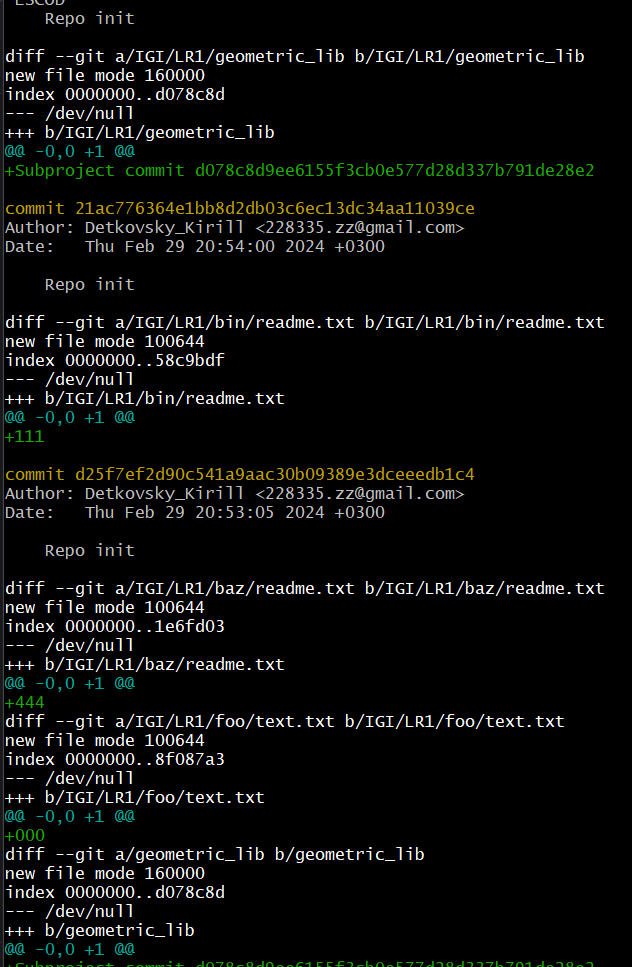 ESCOD
    Repo init

diff --git a/IGI/LR1/geometric_lib b/IGI/LR1/geometric_lib
new file mode 160000
index 0000000..d078c8d
--- /dev/null
+++ b/IGI/LR1/geometric_lib
@@ -0,0 +1 @@
+Subproject commit d078c8d9ee6155f3cb0e577d28d337b791de28e2

commit 21ac776364e1bb8d2db03c6ec13dc34aa11039ce
Author: Detkovsky_Kirill <228335.zz@gmail.com>
Date:   Thu Feb 29 20:54:00 2024 +0300

    Repo init

diff --git a/IGI/LR1/bin/readme.txt b/IGI/LR1/bin/readme.txt
new file mode 100644
index 0000000..58c9bdf
--- /dev/null
+++ b/IGI/LR1/bin/readme.txt
@@ -0,0 +1 @@
+111

commit d25f7ef2d90c541a9aac30b09389e3dceeedb1c4
Author: Detkovsky_Kirill <228335.zz@gmail.com>
Date:   Thu Feb 29 20:53:05 2024 +0300

    Repo init

diff --git a/IGI/LR1/baz/readme.txt b/IGI/LR1/baz/readme.txt
new file mode 100644
index 0000000..1e6fd03
--- /dev/null
+++ b/IGI/LR1/baz/readme.txt
@@ -0,0 +1 @@
+444
diff --git a/IGI/LR1/foo/text.txt b/IGI/LR1/foo/text.txt
new file mode 100644
index 0000000..8f087a3
--- /dev/null
+++ b/IGI/LR1/foo/text.txt
@@ -0,0 +1 @@
+000
diff --git a/geometric_lib b/geometric_lib
new file mode 160000
index 0000000..d078c8d
--- /dev/null
+++ b/geometric_lib
@@ -0,0 +1 @@
+Subproject commit d078c8d9ee6155f3cb0e577d28d337b791de28e2